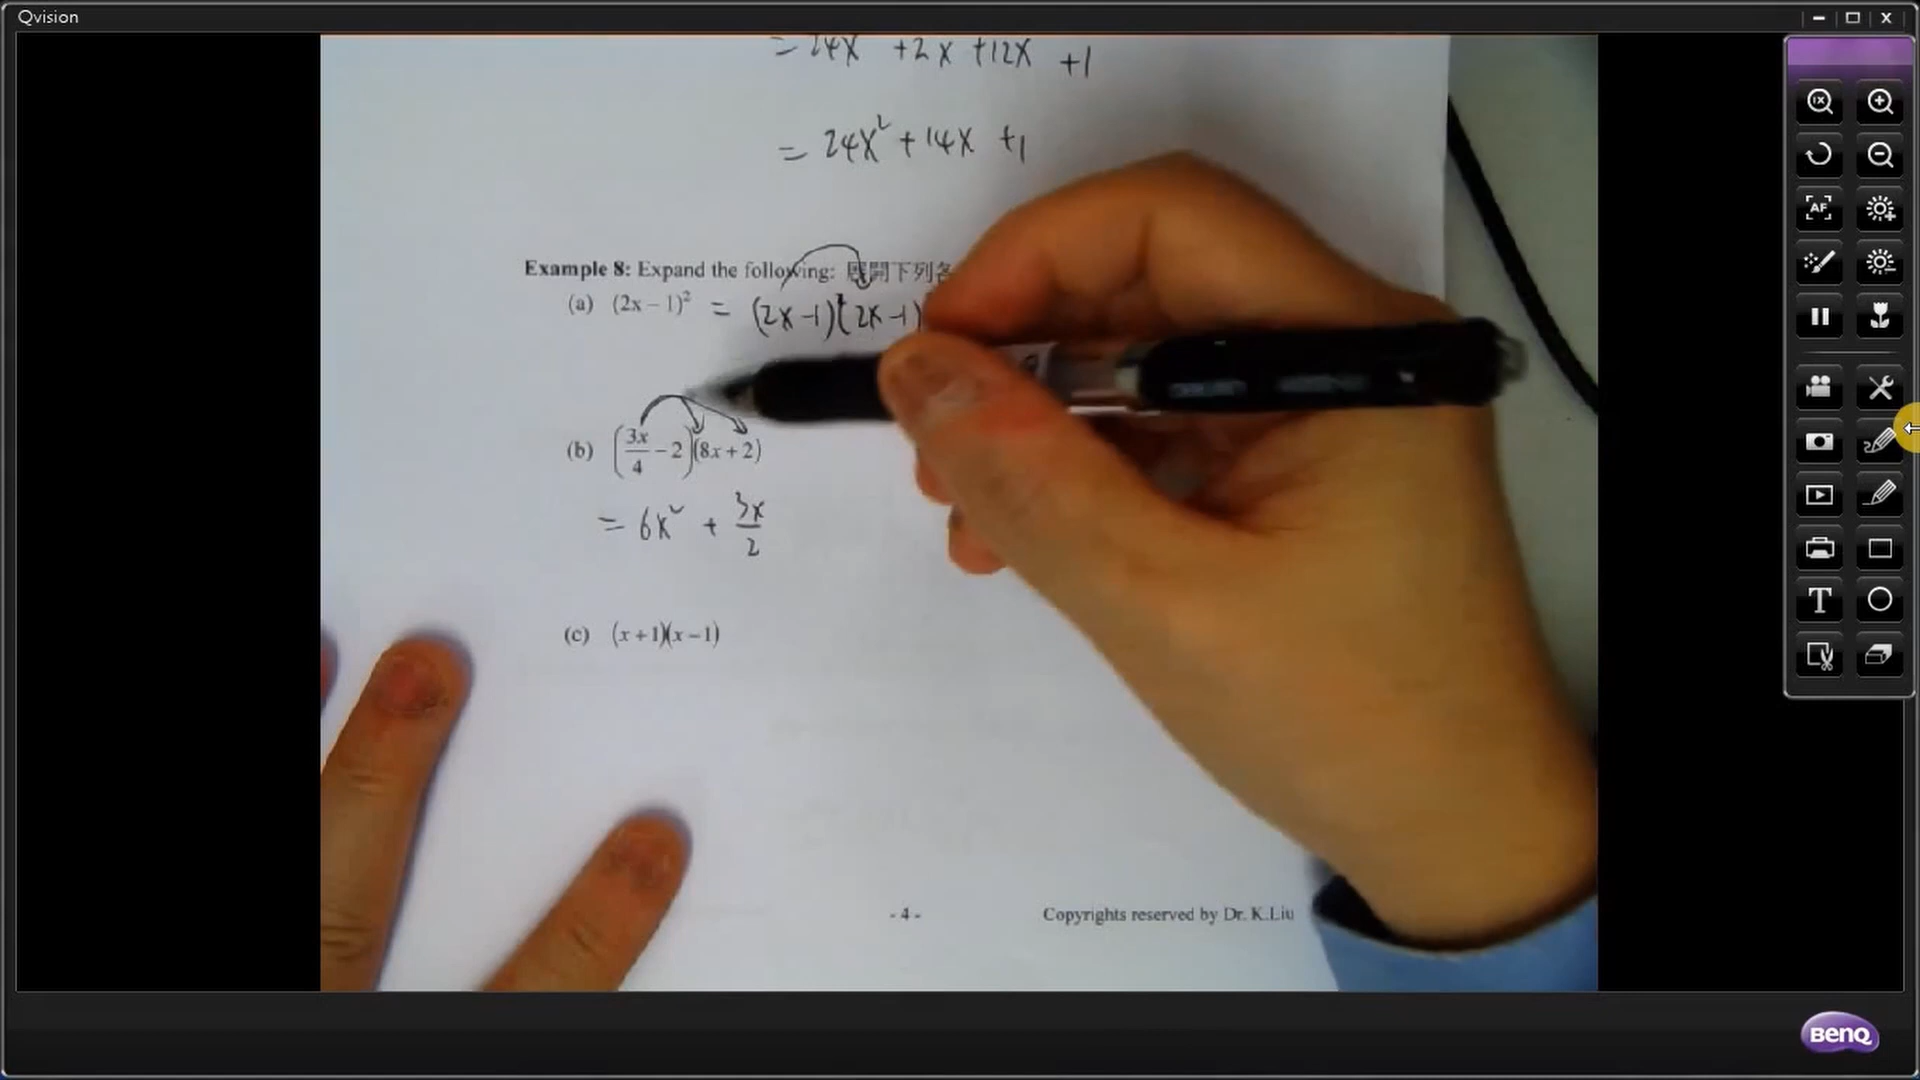 Qvision
= 24x + 2x + 12x + 1
= 24x² + 14x + 1
Example 8: Expand the following: 展開下列各
(a) (2x – 1)² = (2x – 1)(2x – 1)
(b) (3x/4 – 2)(8x + 2)
= 6x² + 3x/2
(c) (x + 1)(x – 1)
- 4 -
Copyrights reserved by Dr. K.Liu
1X
AF
T
BenQ